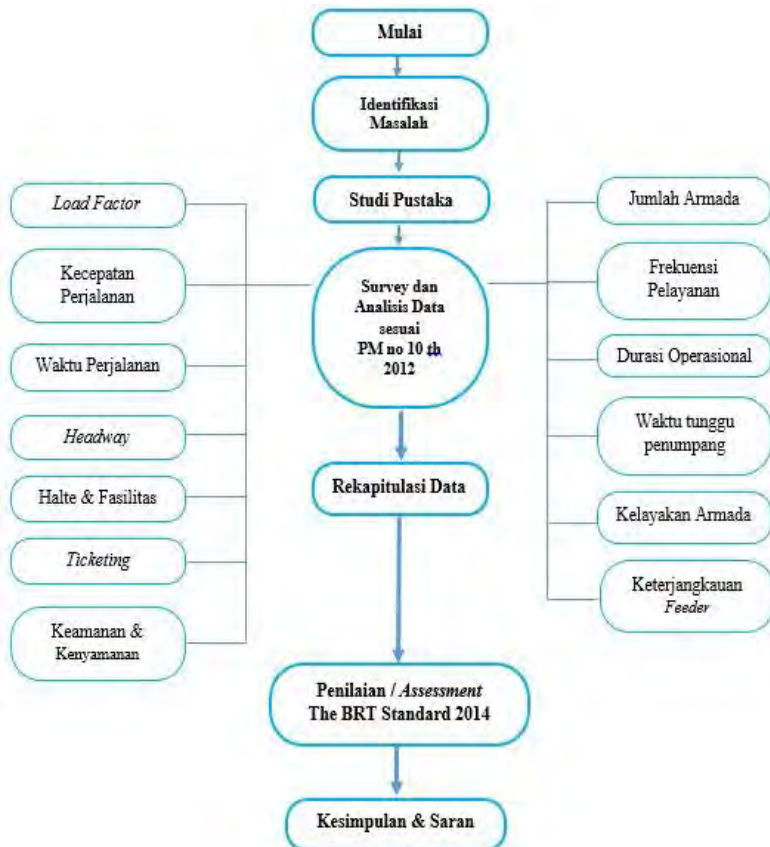 Mulai
Identifikasi
Masalah
Studi Pustaka
Survey dan
Analisis Data
sesuai
PM no 10 th
2012
Load Factor
Kecepatan
Perjalanan
Waktu Perjalanan
Headway
Halte & Fasilitas
Ticketing
Keamanan &
Kenyamanan
Jumlah Armada
Frekuensi
Pelayanan
Durasi Operasional
Waktu tunggu
penumpang
Kelayakan Armada
Keterjangkauan
Feeder
Rekapitulasi Data
Penilaian / Assessment
The BRT Standard 2014
Kesimpulan & Saran